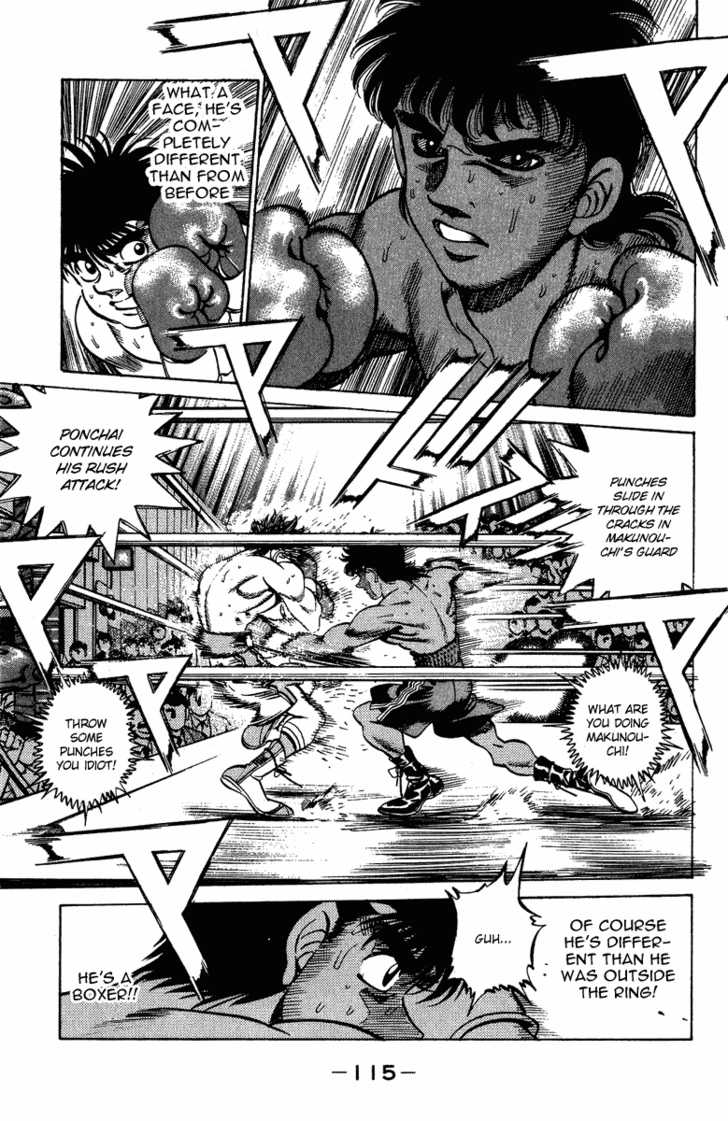 WHAT A
FACE, HE'S
COM-
PLETELY
DIFFERENT
THAN FROM
BEFORE
PUNCHES
SLIDE IN
THROUGH THE
CRACKS IN
MAKUNOU-
CHI'S GUARD
PONCHAI
CONTINUES
HIS RUSH
ATTACK!
WHAT ARE
YOU DOING
MAKUNOU-
CHI!
THROW
SOME
PUNCHES
YOU IDIOT!
OF COURSE
HE'S DIFFER-
ENT THAN HE
WAS OUTSIDE
THE RING!
GUH...
HE'S A
BOXER!!
-115-